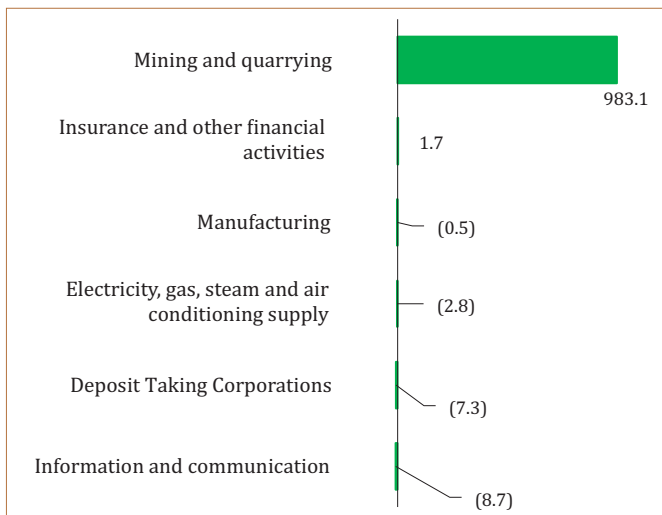 Mining and quarrying
983.1
Insurance and other financial
activities
1.7
Manufacturing
(0.5)
Electricity, gas, steam and air
conditioning supply
(2.8)
Deposit Taking Corporations
(7.3)
Information and communication
(8.7)